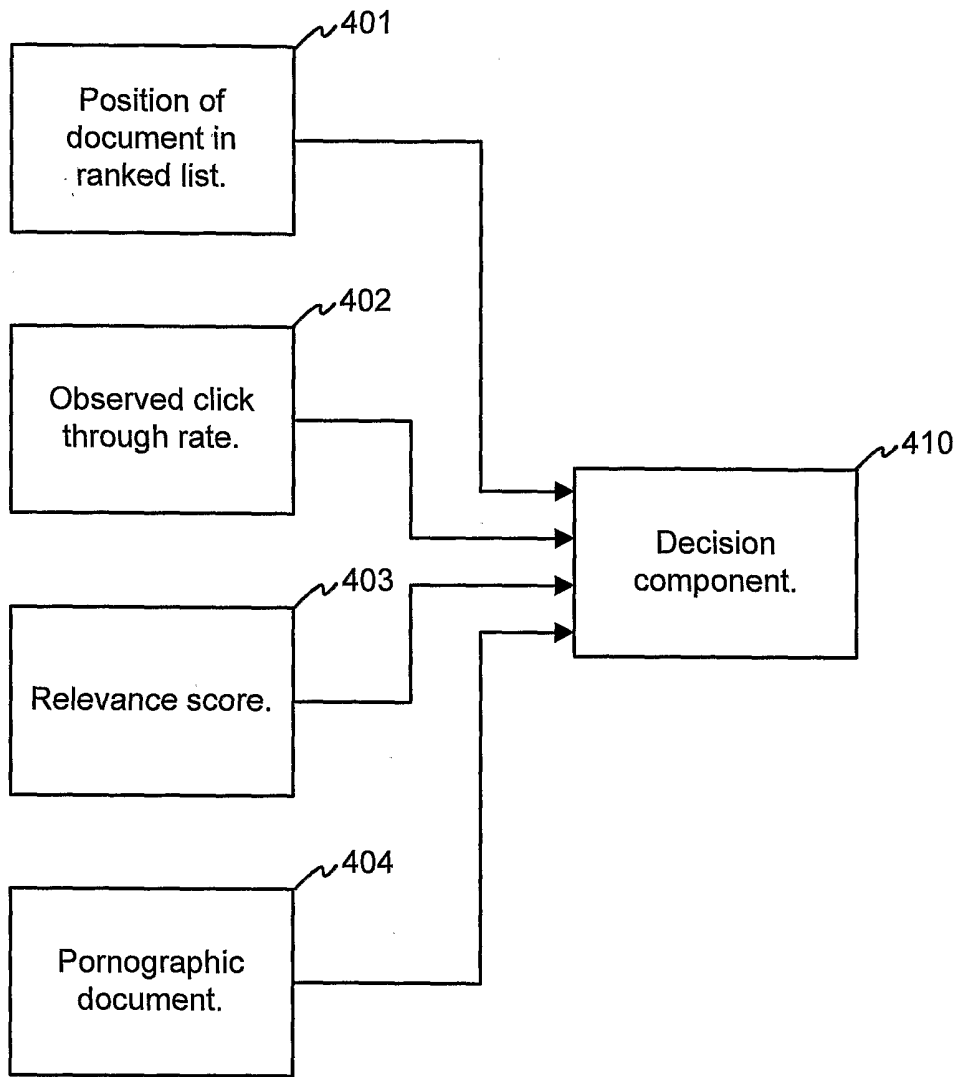 401
Position of
document in
ranked list.
402
Observed click
through rate.
410
Decision
component.
403
Relevance score.
404
Pornographic
document.